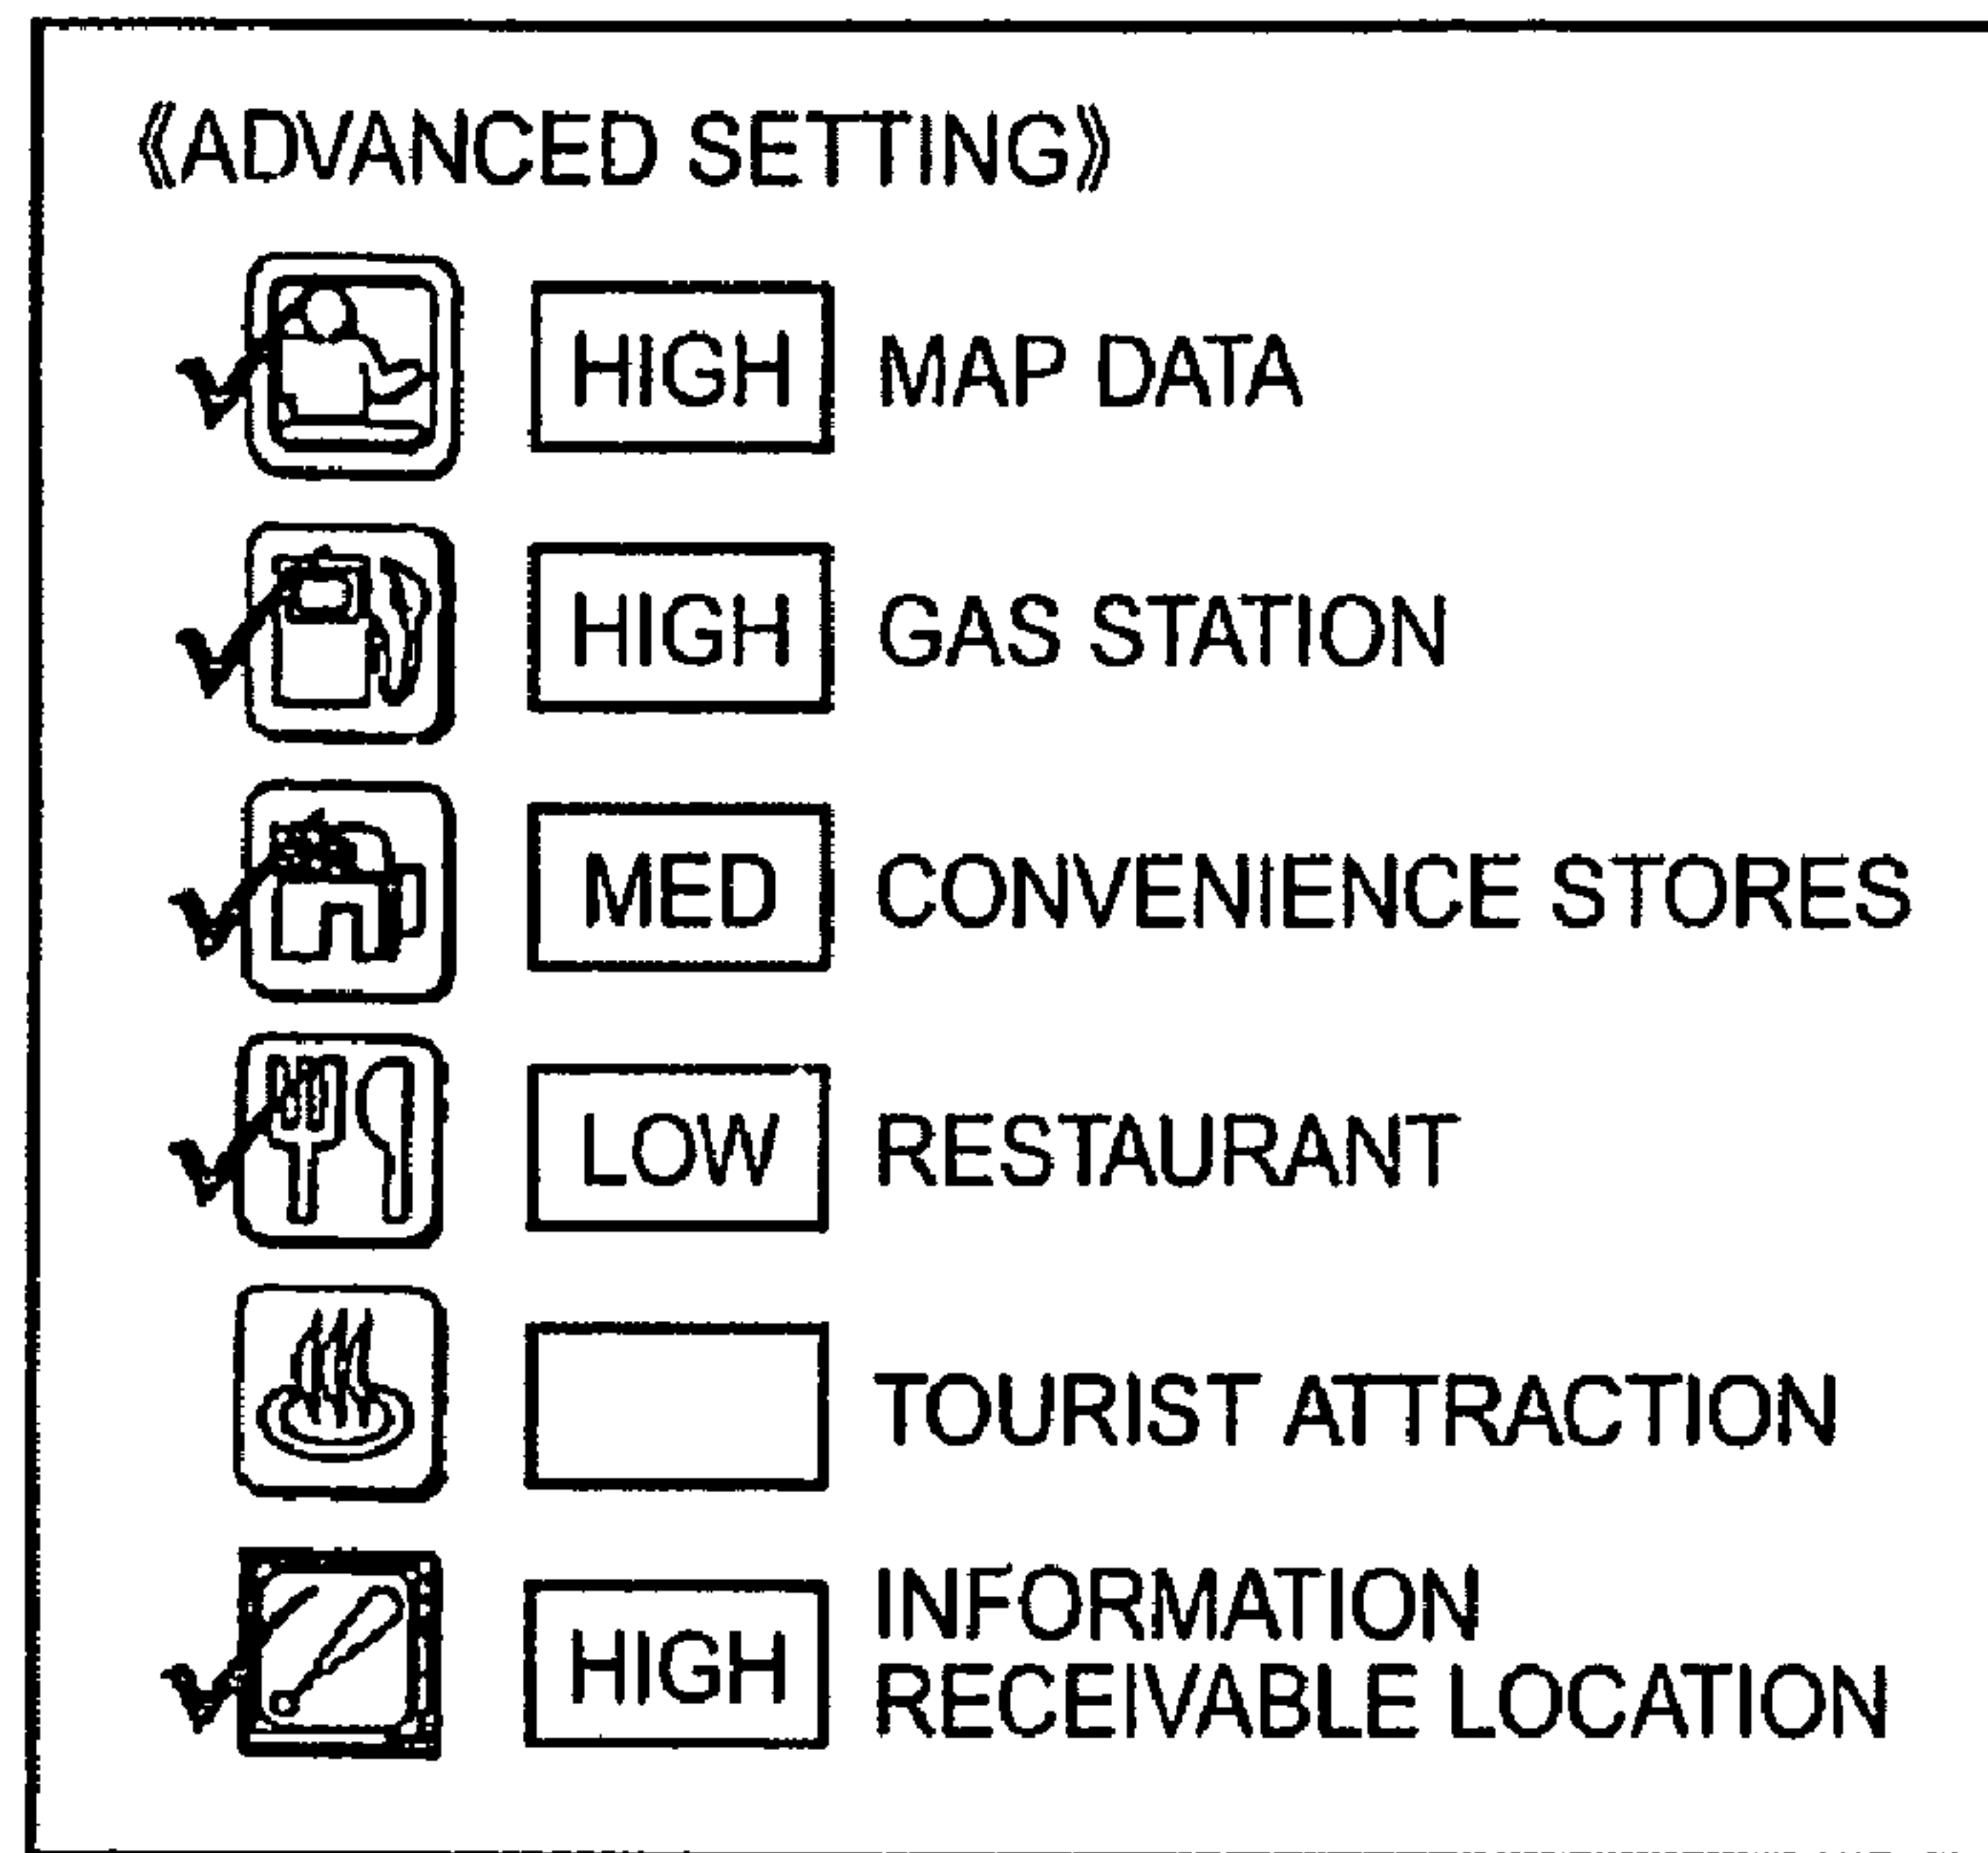 《ADVANCED SETTING》
HIGH MAP DATA
HIGH GAS STATION
MED CONVENIENCE STORES
LOW RESTAURANT
TOURIST ATTRACTION
INFORMATION
HIGH RECEIVABLE LOCATION